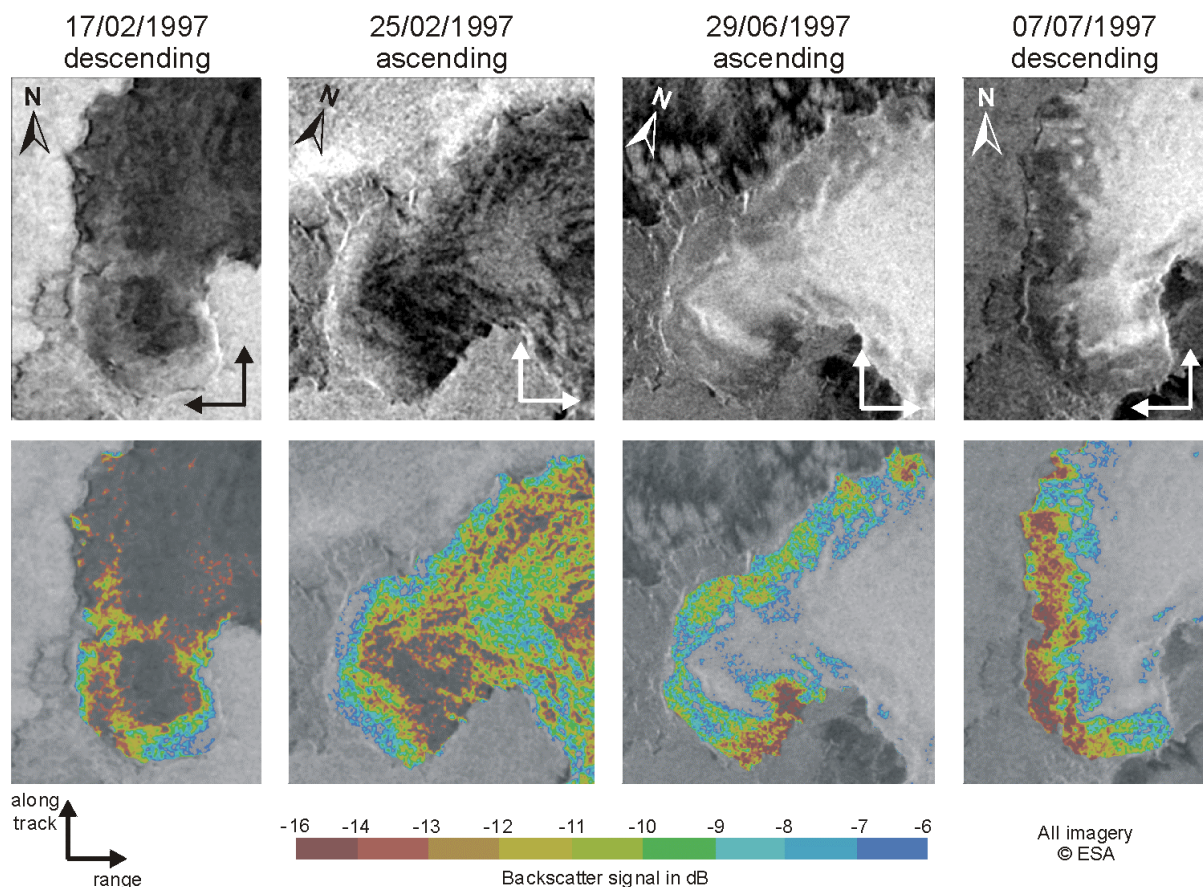 17/02/1997
descending
25/02/1997
ascending
29/06/1997
ascending
07/07/1997
descending
N
N
N
N
along
track
range
-16 -14 -13 -12 -11 -10 -9 -8 -7 -6
Backscatter signal in dB
All imagery
© ESA